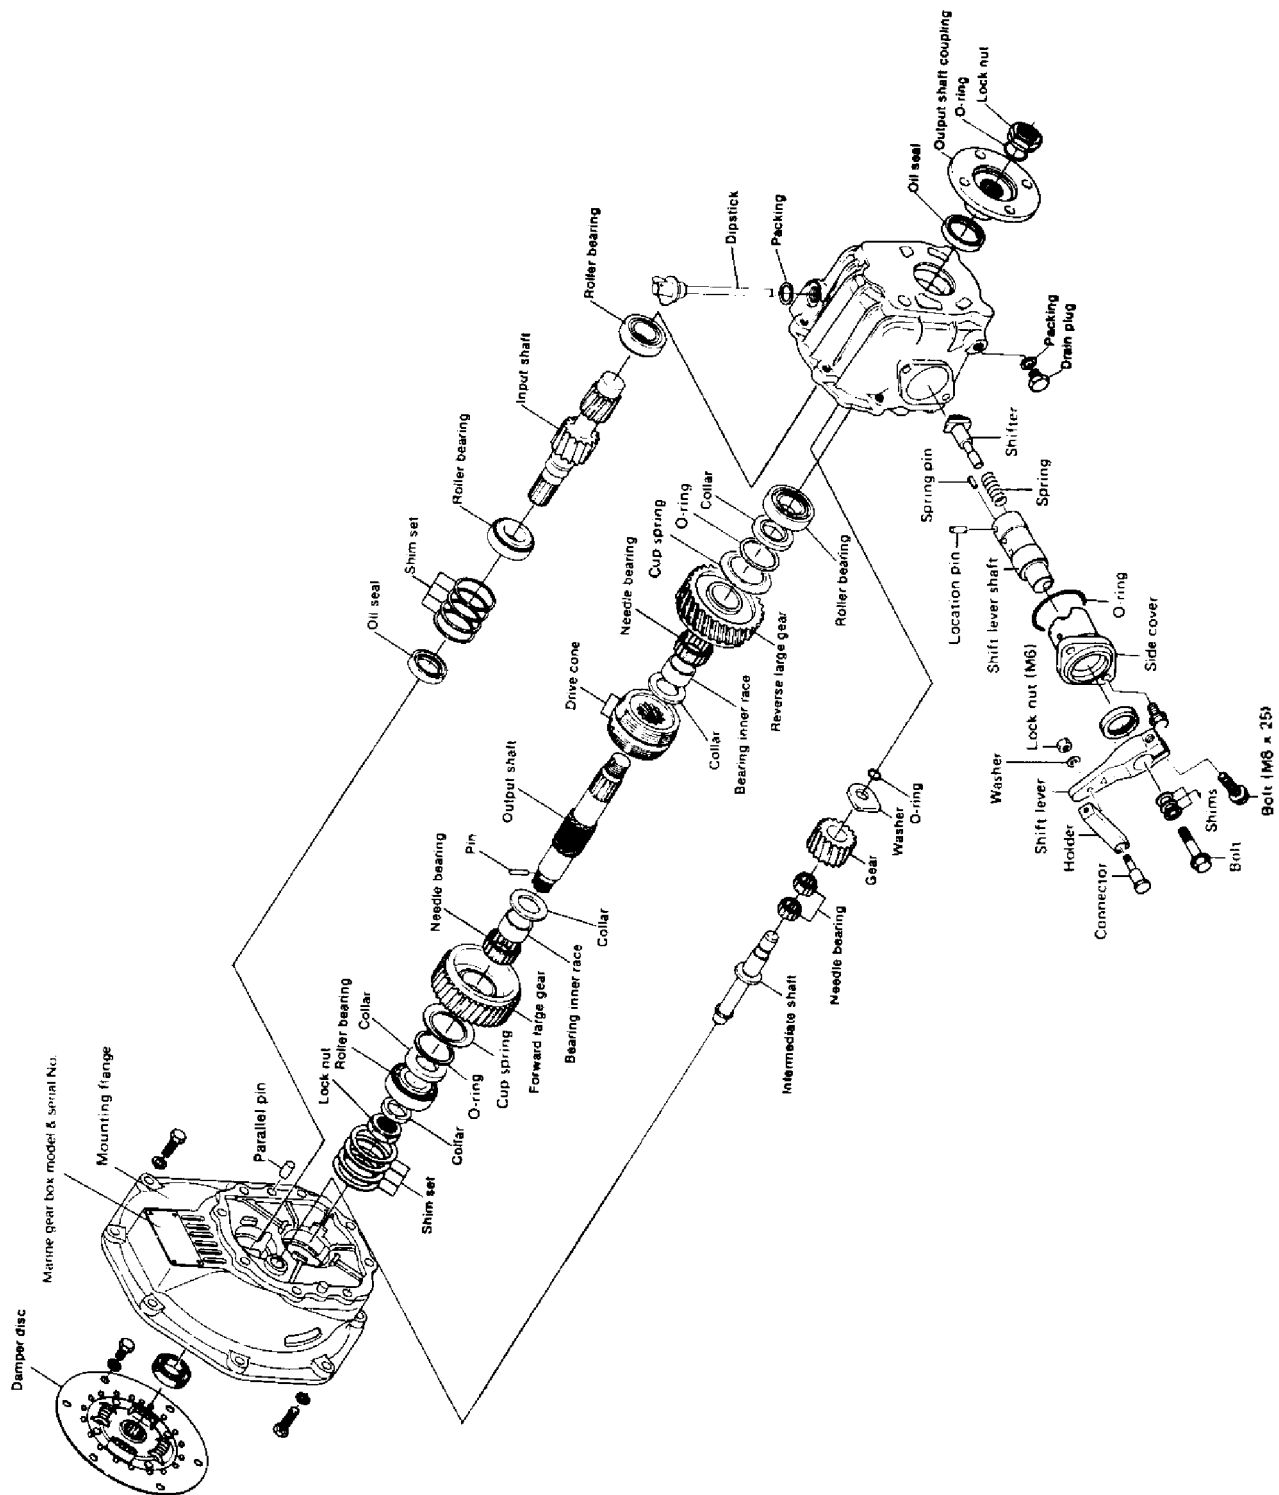 Damper disc
Marine gear box model & serial No.
Mounting flange
Parallel pin
Shim set
Collar
Lock nut
Roller bearing
Collar
O-ring
Cup spring
Forward large gear
Needle bearing
Bearing inner race
Collar
Pin
Output shaft
Drive cone
Collar
Bearing inner race
Needle bearing
Reverse large gear
Cup spring
O-ring
Collar
Roller bearing
Oil seal
Shim set
Roller bearing
Input shaft
Roller bearing
Dipstick
Packing
Oil seal
Output shaft coupling
O-ring
Lock nut
Packing
Drain plug
Intermediate shaft
Needle bearing
Gear
Washer
O-ring
Shifter
Spring
Spring pin
Location pin
Shift lever shaft
O-ring
Side cover
Lock nut (M6)
Washer
Shift lever
Holder
Connector
Bolt
Shims
Bolt (M8 x 25)